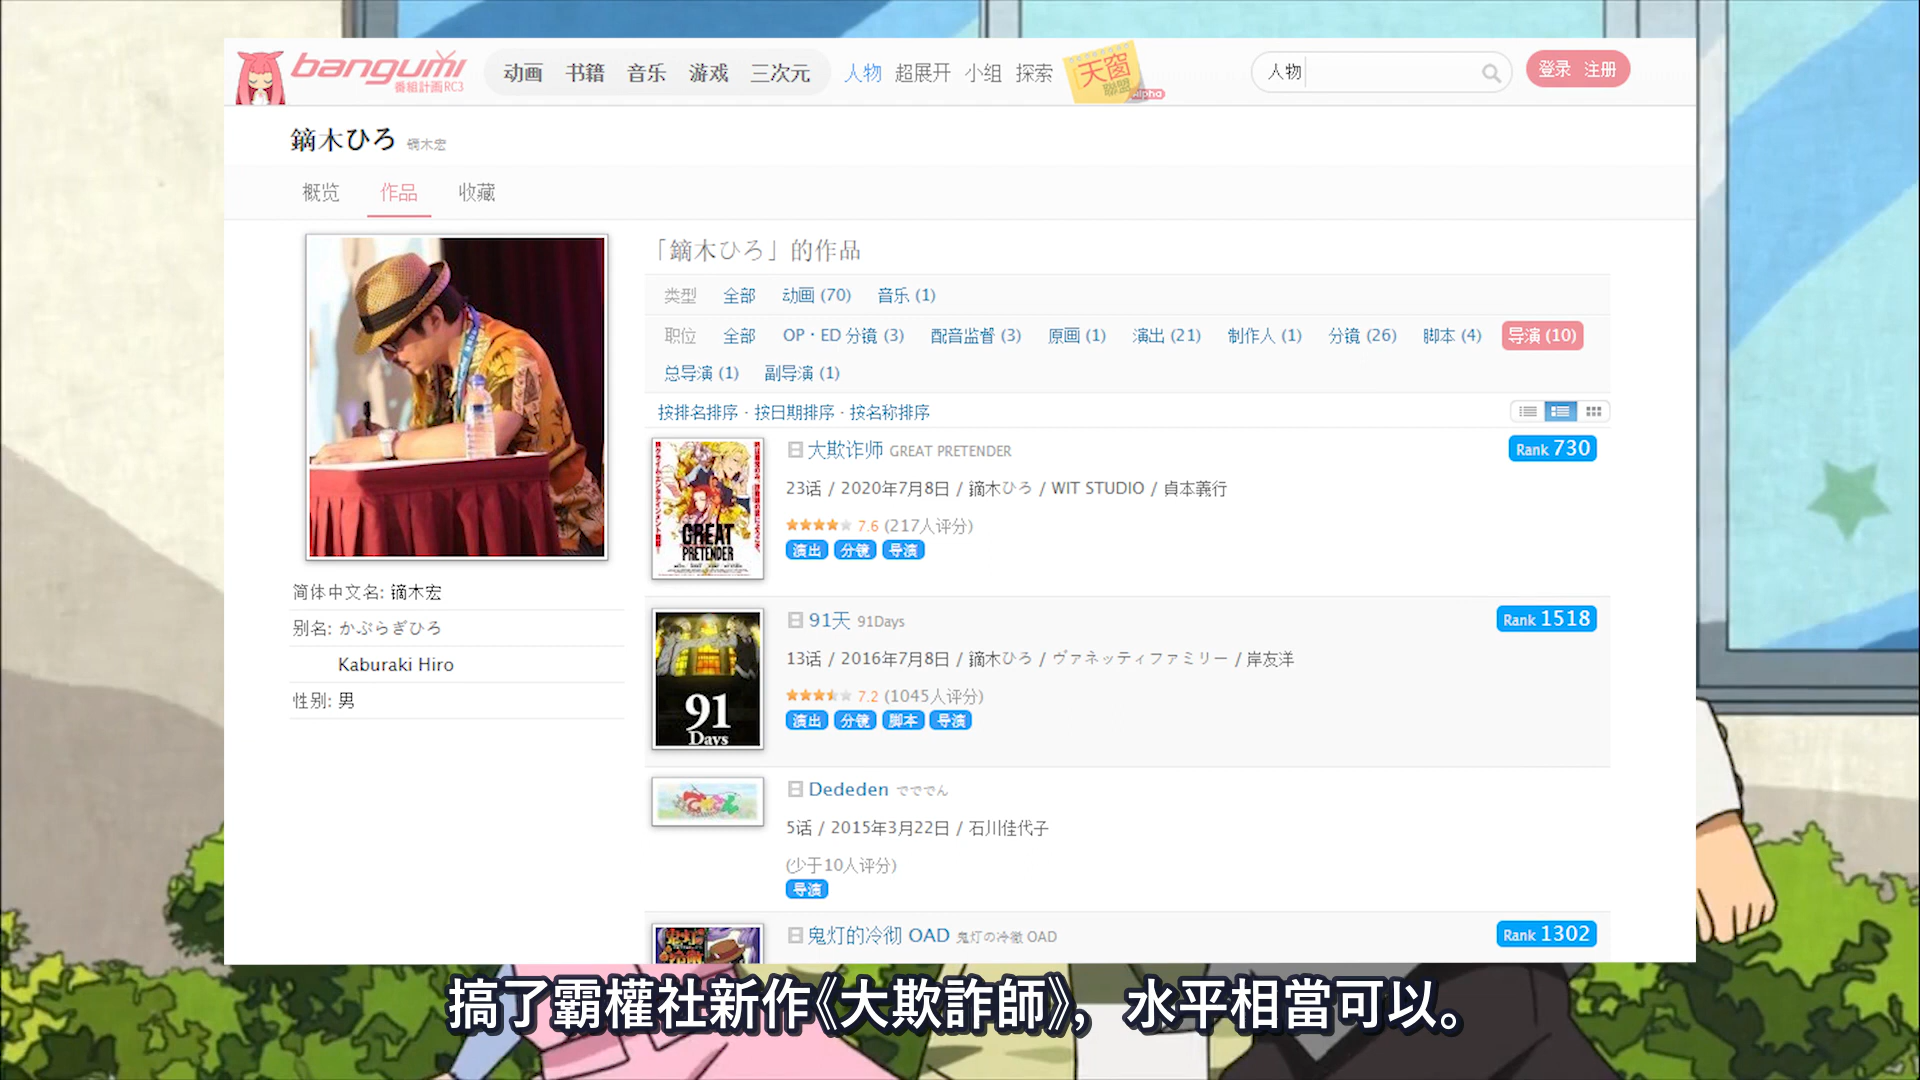 bangumi
番組計画RC3
动画 书籍 音乐 游戏 三次元 人物 超展开 小组 探索
天窗
聯盟
alpha
人物
登录 注册
鏑木ひろ 镝木宏
概览 作品 收藏
简体中文名: 镝木宏
别名: かぶらぎひろ
Kaburaki Hiro
性别: 男
「鏑木ひろ」的作品
类型 全部 动画 (70) 音乐 (1)
职位 全部 OP・ED 分镜 (3) 配音监督 (3) 原画 (1) 演出 (21) 制作人 (1) 分镜 (26) 脚本 (4) 导演 (10)
总导演 (1) 副导演 (1)
按排名排序 · 按日期排序 · 按名称排序
GREAT
PRETENDER
大欺诈师 GREAT PRETENDER
Rank 730
23话 / 2020年7月8日 / 鏑木ひろ / WIT STUDIO / 貞本義行
7.6 (217人评分)
演出 分镜 导演
91
Days
91天 91Days
Rank 1518
13话 / 2016年7月8日 / 鏑木ひろ / ヴァネッティファミリー / 岸友洋
7.2 (1045人评分)
演出 分镜 脚本 导演
Dededen でででん
5话 / 2015年3月22日 / 石川佳代子
(少于10人评分)
导演
鬼灯的冷彻 OAD 鬼灯の冷徹 OAD
Rank 1302
搞了霸權社新作《大欺詐師》，水平相當可以。